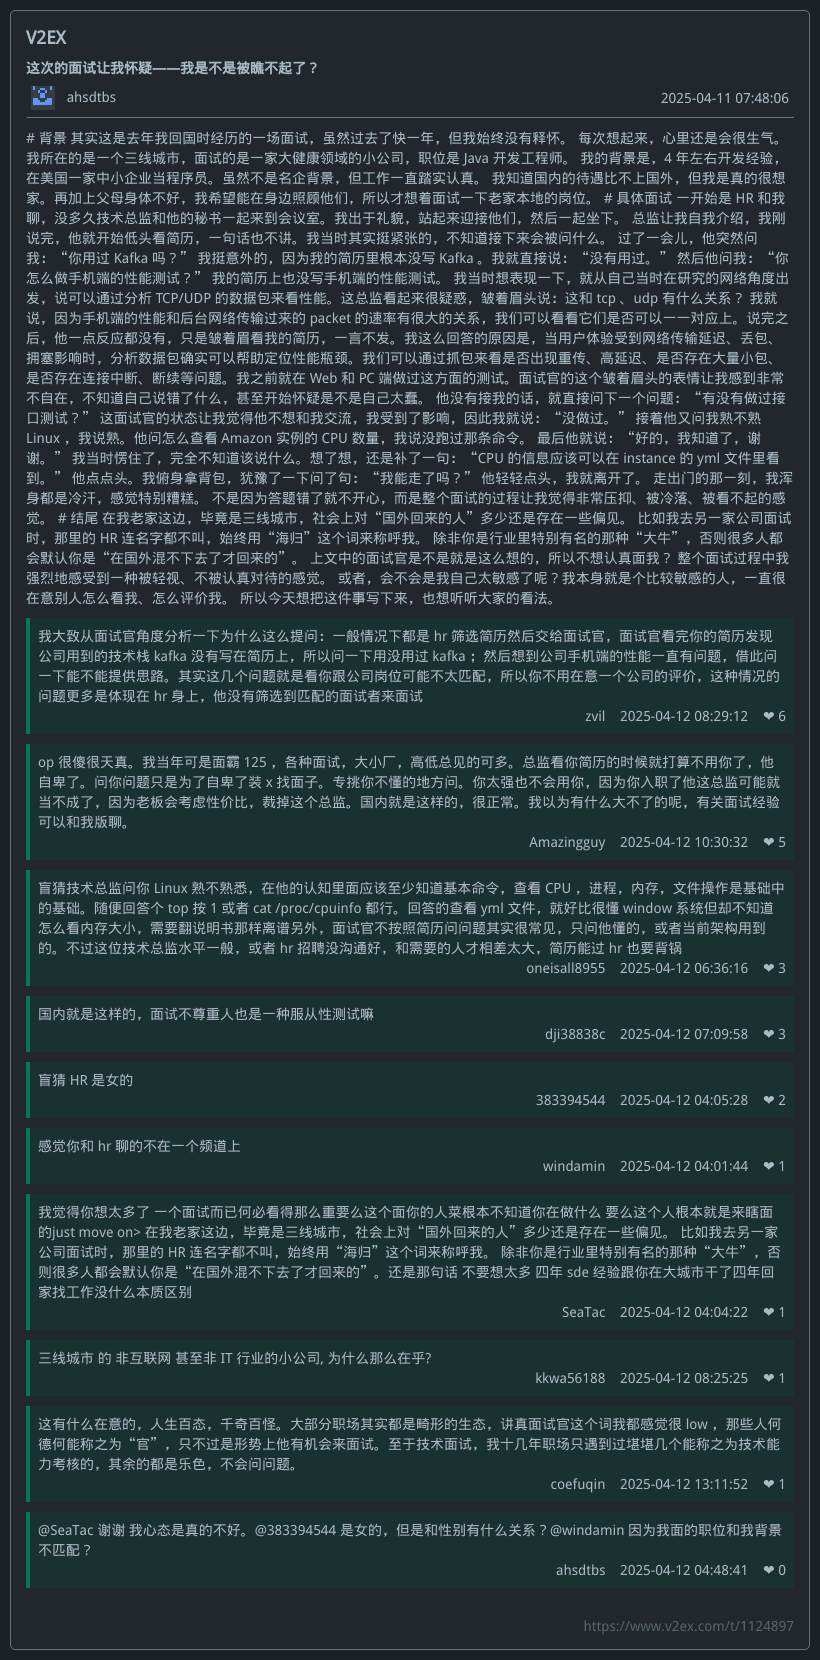 V2EX
这次的面试让我怀疑——我是不是被瞧不起了？
ahsdtbs
2025-04-11 07:48:06
# 背景 其实这是去年我回国时经历的一场面试，虽然过去了快一年，但我始终没有释怀。 每次想起来，心里还是会很生气。
我所在的是一个三线城市，面试的是一家大健康领域的小公司，职位是 Java 开发工程师。 我的背景是，4 年左右开发经验，
在美国一家中小企业当程序员。虽然不是名企背景，但工作一直踏实认真。 我知道国内的待遇比不上国外，但我是真的很想
家。再加上父母身体不好，我希望能在身边照顾他们，所以才想着面试一下老家本地的岗位。 # 具体面试 一开始是 HR 和我
聊，没多久技术总监和他的秘书一起来到会议室。我出于礼貌，站起来迎接他们，然后一起坐下。 总监让我自我介绍，我刚
说完，他就开始低头看简历，一句话也不讲。我当时其实挺紧张的，不知道接下来会被问什么。 过了一会儿，他突然问
我：“你用过 Kafka 吗？” 我挺意外的，因为我的简历里根本没写 Kafka 。我就直接说：“没有用过。” 然后他问我：“你
怎么做手机端的性能测试？” 我的简历上也没写手机端的性能测试。 我当时想表现一下，就从自己当时在研究的网络角度出
发，说可以通过分析 TCP/UDP 的数据包来看性能。这总监看起来很疑惑，皱着眉头说：这和 tcp 、udp 有什么关系？ 我就
说，因为手机端的性能和后台网络传输过来的 packet 的速率有很大的关系，我们可以看看它们是否可以一一对应上。说完之
后，他一点反应都没有，只是皱着眉看我的简历，一言不发。我这么回答的原因是，当用户体验受到网络传输延迟、丢包、
拥塞影响时，分析数据包确实可以帮助定位性能瓶颈。我们可以通过抓包来看是否出现重传、高延迟、是否存在大量小包、
是否存在连接中断、断续等问题。我之前就在 Web 和 PC 端做过这方面的测试。面试官的这个皱着眉头的表情让我感到非常
不自在，不知道自己说错了什么，甚至开始怀疑是不是自己太蠢。 他没有接我的话，就直接问下一个问题：“有没有做过接
口测试？” 这面试官的状态让我觉得他不想和我交流，我受到了影响，因此我就说：“没做过。” 接着他又问我熟不熟
Linux ，我说熟。他问怎么查看 Amazon 实例的 CPU 数量，我说没跑过那条命令。 最后他就说：“好的，我知道了，谢
谢。” 我当时愣住了，完全不知道该说什么。想了想，还是补了一句：“CPU 的信息应该可以在 instance 的 yml 文件里看
到。” 他点点头。我俯身拿背包，犹豫了一下问了句：“我能走了吗？” 他轻轻点头，我就离开了。 走出门的那一刻，我浑
身都是冷汗，感觉特别糟糕。 不是因为答题错了就不开心，而是整个面试的过程让我觉得非常压抑、被冷落、被看不起的感
觉。 # 结尾 在我老家这边，毕竟是三线城市，社会上对“国外回来的人”多少还是存在一些偏见。 比如我去另一家公司面试
时，那里的 HR 连名字都不叫，始终用“海归”这个词来称呼我。 除非你是行业里特别有名的那种“大牛”，否则很多人都
会默认你是“在国外混不下去了才回来的”。 上文中的面试官是不是就是这么想的，所以不想认真面我？ 整个面试过程中我
强烈地感受到一种被轻视、不被认真对待的感觉。 或者，会不会是我自己太敏感了呢？我本身就是个比较敏感的人，一直很
在意别人怎么看我、怎么评价我。 所以今天想把这件事写下来，也想听听大家的看法。
我大致从面试官角度分析一下为什么这么提问：一般情况下都是 hr 筛选简历然后交给面试官，面试官看完你的简历发现
公司用到的技术栈 kafka 没有写在简历上，所以问一下用没用过 kafka ；然后想到公司手机端的性能一直有问题，借此问
一下能不能提供思路。其实这几个问题就是看你跟公司岗位可能不太匹配，所以你不用在意一个公司的评价，这种情况的
问题更多是体现在 hr 身上，他没有筛选到匹配的面试者来面试
zvil 2025-04-12 08:29:12 ❤ 6
op 很傻很天真。我当年可是面霸 125 ，各种面试，大小厂，高低总见的可多。总监看你简历的时候就打算不用你了，他
自卑了。问你问题只是为了自卑了装 x 找面子。专挑你不懂的地方问。你太强也不会用你，因为你入职了他这总监可能就
当不成了，因为老板会考虑性价比，裁掉这个总监。国内就是这样的，很正常。我以为有什么大不了的呢，有关面试经验
可以和我版聊。
Amazingguy 2025-04-12 10:30:32 ❤ 5
盲猜技术总监问你 Linux 熟不熟悉，在他的认知里面应该至少知道基本命令，查看 CPU ，进程，内存，文件操作是基础中
的基础。随便回答个 top 按 1 或者 cat /proc/cpuinfo 都行。回答的查看 yml 文件，就好比很懂 window 系统但却不知道
怎么看内存大小，需要翻说明书那样离谱另外，面试官不按照简历问问题其实很常见，只问他懂的，或者当前架构用到
的。不过这位技术总监水平一般，或者 hr 招聘没沟通好，和需要的人才相差太大，简历能过 hr 也要背锅
oneisall8955 2025-04-12 06:36:16 ❤ 3
国内就是这样的，面试不尊重人也是一种服从性测试嘛
dji38838c 2025-04-12 07:09:58 ❤ 3
盲猜 HR 是女的
383394544 2025-04-12 04:05:28 ❤ 2
感觉你和 hr 聊的不在一个频道上
windamin 2025-04-12 04:01:44 ❤ 1
我觉得你想太多了 一个面试而已何必看得那么重要么这个面你的人菜根本不知道你在做什么 要么这个人根本就是来瞎面
的just move on> 在我老家这边，毕竟是三线城市，社会上对“国外回来的人”多少还是存在一些偏见。 比如我去另一家
公司面试时，那里的 HR 连名字都不叫，始终用“海归”这个词来称呼我。 除非你是行业里特别有名的那种“大牛”，否
则很多人都会默认你是“在国外混不下去了才回来的”。还是那句话 不要想太多 四年 sde 经验跟你在大城市干了四年回
家找工作没什么本质区别
SeaTac 2025-04-12 04:04:22 ❤ 1
三线城市 的 非互联网 甚至非 IT 行业的小公司, 为什么那么在乎?
kkwa56188 2025-04-12 08:25:25 ❤ 1
这有什么在意的，人生百态，千奇百怪。大部分职场其实都是畸形的生态，讲真面试官这个词我都感觉很 low ，那些人何
德何能称之为“官”，只不过是形势上他有机会来面试。至于技术面试，我十几年职场只遇到过堪堪几个能称之为技术能
力考核的，其余的都是乐色，不会问问题。
coefuqin 2025-04-12 13:11:52 ❤ 1
@SeaTac 谢谢 我心态是真的不好。@383394544 是女的，但是和性别有什么关系？@windamin 因为我面的职位和我背景
不匹配？
ahsdtbs 2025-04-12 04:48:41 ❤ 0
https://www.v2ex.com/t/1124897